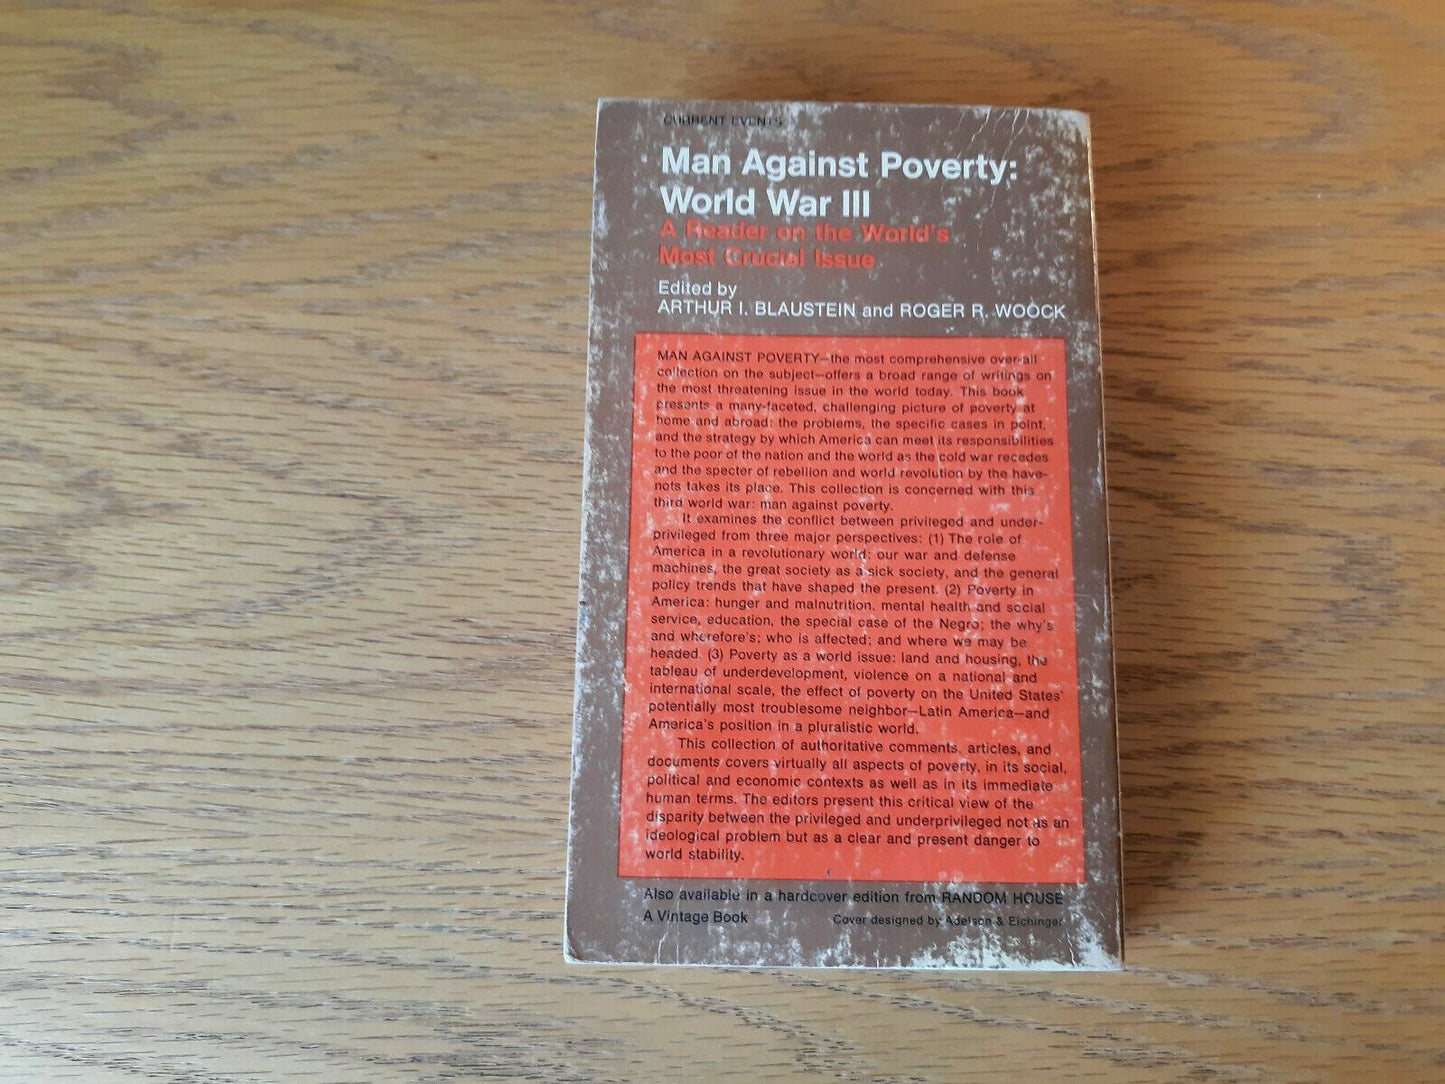 CURRENT EVENTS
Man Against Poverty:
World War III
A Reader on the World's
Most Crucial Issue
Edited by
ARTHUR I. BLAUSTEIN and ROGER R. WOOCK
MAN AGAINST POVERTY—the most comprehensive over-all
collection on the subject—offers a broad range of writings on
the most threatening issue in the world today. This book
presents a many-faceted, challenging picture of poverty at
home and abroad: the problems, the specific cases in point,
and the strategy by which America can meet its responsibilities
to the poor of the nation and the world as the cold war recedes
and the specter of rebellion and world revolution by the have-
nots takes its place. This collection is concerned with this
third world war: man against poverty.
It examines the conflict between privileged and under-
privileged from three major perspectives: (1) The role of
America in a revolutionary world: our war and defense
machines, the great society as a sick society, and the general
policy trends that have shaped the present. (2) Poverty in
America: hunger and malnutrition, mental health and social
service, education, the special case of the Negro; the why's
and wherefore's; who is affected; and where we may be
headed. (3) Poverty as a world issue: land and housing, the
tableau of underdevelopment, violence on a national and
international scale, the effect of poverty on the United States'
potentially most troublesome neighbor—Latin America—and
America's position in a pluralistic world.
This collection of authoritative comments, articles, and
documents covers virtually all aspects of poverty, in its social,
political and economic contexts as well as in its immediate
human terms. The editors present this critical view of the
disparity between the privileged and underprivileged not as an
ideological problem but as a clear and present danger to
world stability.
Also available in a hardcover edition from RANDOM HOUSE
A Vintage Book Cover designed by Adelson & Eichinger